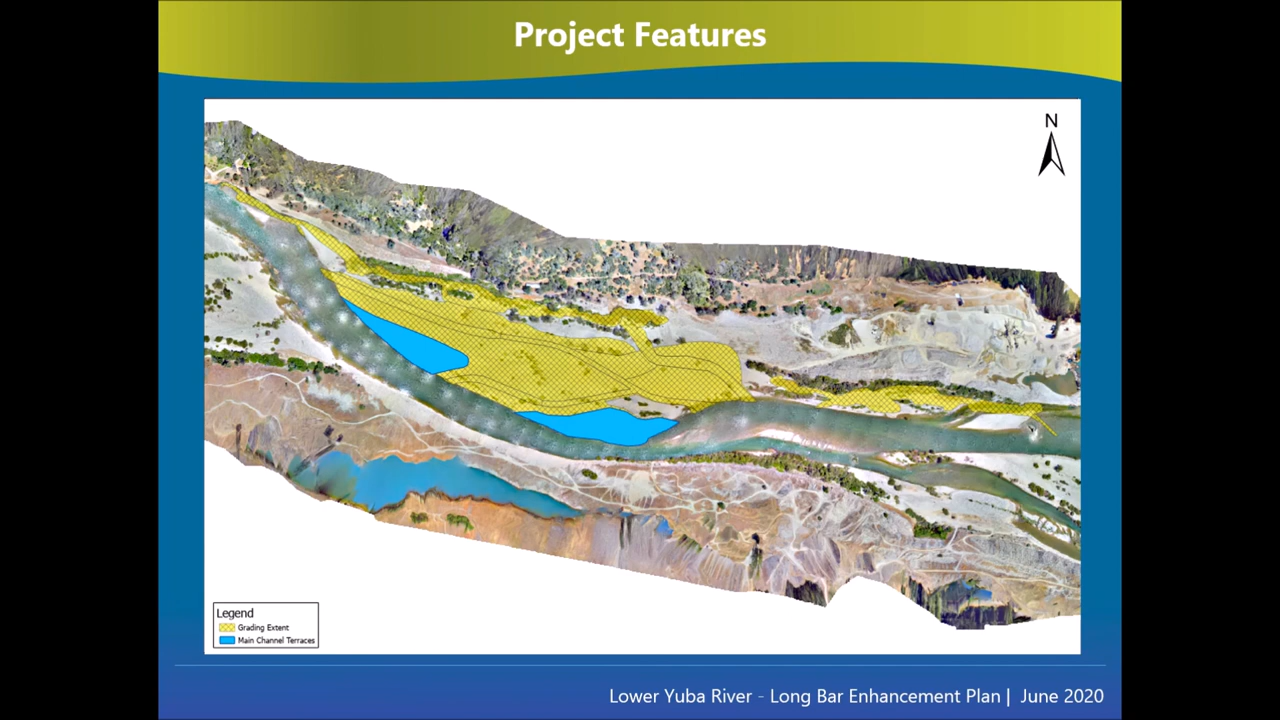 Project Features
N
Legend
Grading Extent
Main Channel Terraces
Lower Yuba River - Long Bar Enhancement Plan | June 2020